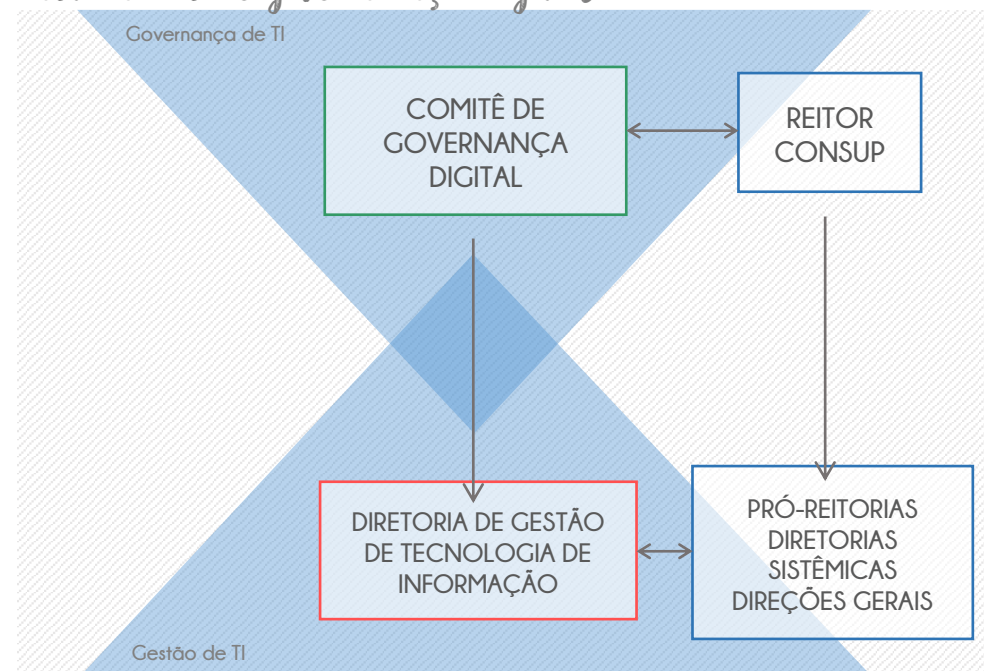 Governança de TI
COMITÊ DE
GOVERNANÇA
DIGITAL
REITOR
CONSUP
DIRETORIA DE GESTÃO
DE TECNOLOGIA DE
INFORMAÇÃO
PRÓ-REITORIAS
DIRETORIAS
SISTÊMICAS
DIREÇÕES GERAIS
Gestão de TI